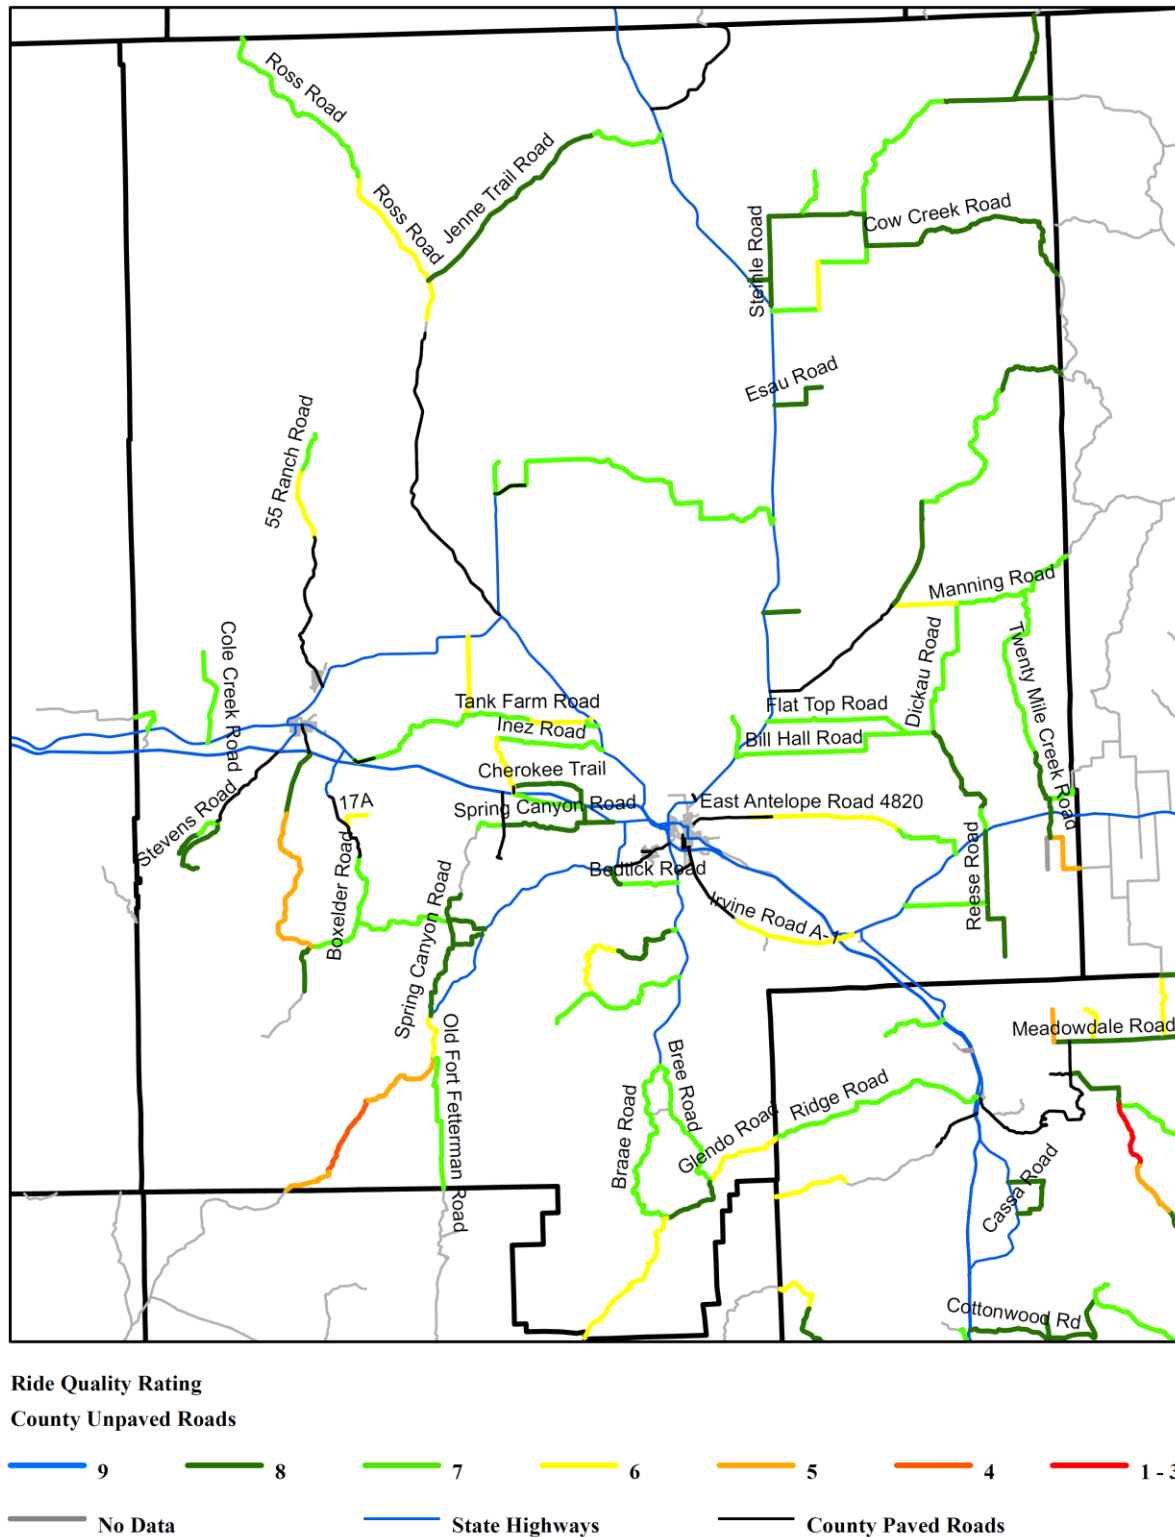 Ross Road
Ross Road
Jenne Trail Road
Steinle Road
Cow Creek Road
Esau Road
55 Ranch Road
Manning Road
Cole Creek Road
Twenty Mile Creek Road
Dickau Road
Tank Farm Road
Flat Top Road
Inez Road
Bill Hall Road
Cherokee Trail
17A
Spring Canyon Road
East Antelope Road 4820
Stevens Road
Bedtick Road
Reese Road
Boxelder Road
Irvine Road A-1
Spring Canyon Road
Old Fort Fetterman Road
Meadowdale Road
Bree Road
Braae Road
Glendo Road
Ridge Road
Cassa Road
Cottonwood Rd
Ride Quality Rating
County Unpaved Roads
9 8 7 6 5 4 1 - 3
No Data State Highways County Paved Roads